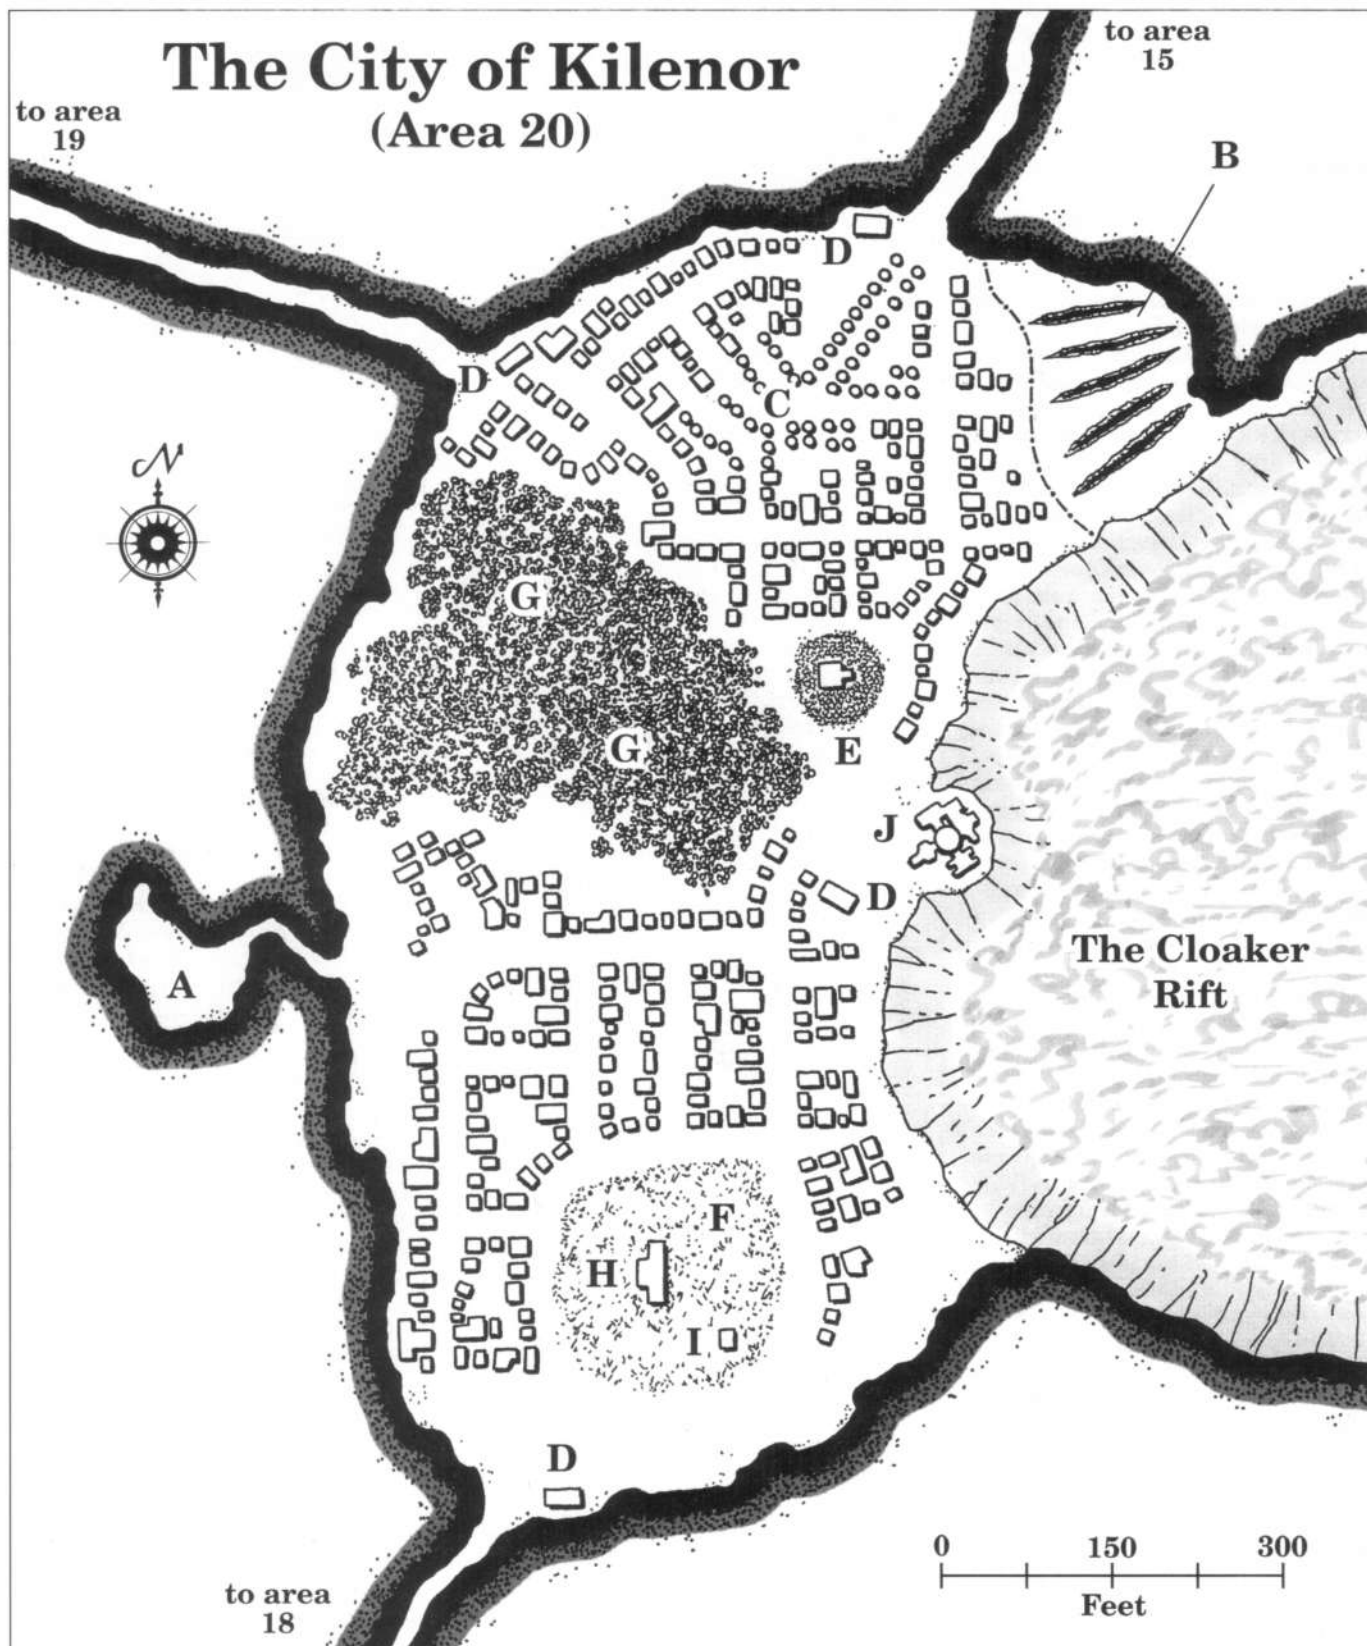 The City of Kilenor
(Area 20)
to area
15
to area
19
B
D
D
C
N
G
E
G
J
D
The Cloaker
Rift
A
F
H
I
D
0 150 300
Feet
to area
18